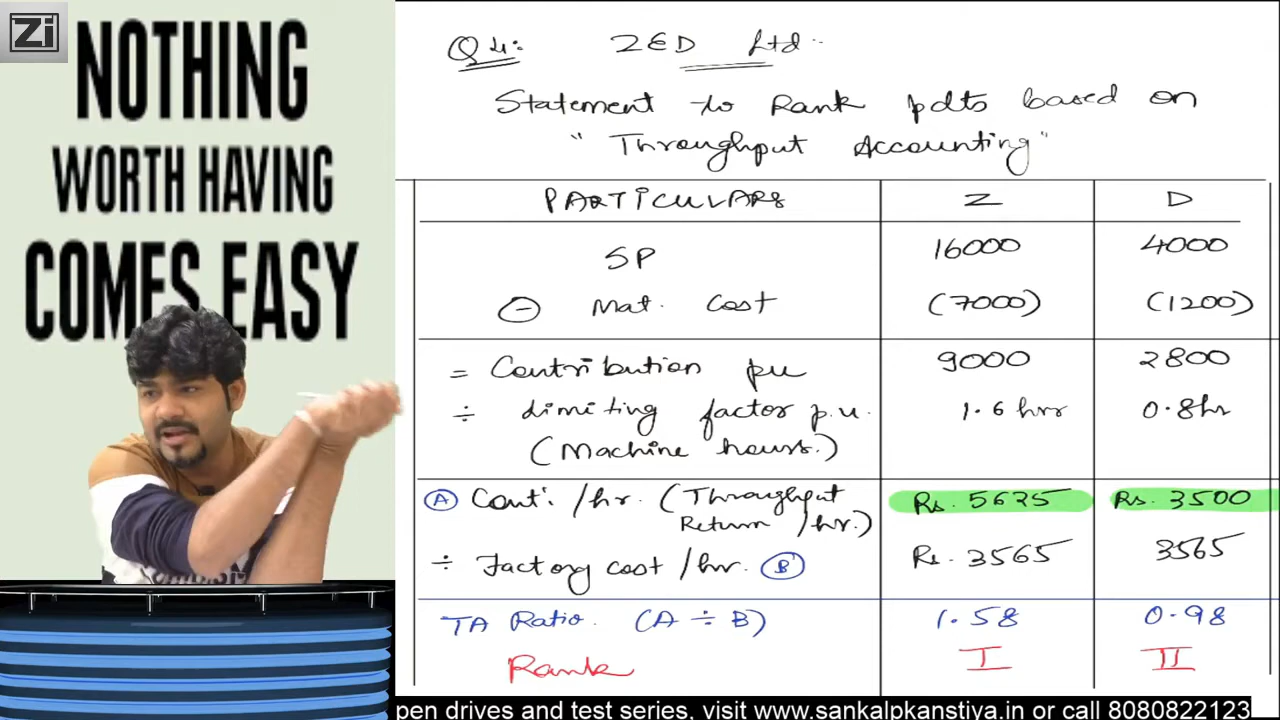 Zi
NOTHING
WORTH HAVING
COMES EASY
Q4: ZED Ltd.
Statement to Rank pdts based on
"Throughput Accounting"
PARTICULARS Z D
SP 16000 4000
⊖ Mat. Cost (7000) (1200)
= Contribution pu 9000 2800
÷ Limiting factor p.u. 1.6 hrs 0.8hr
(Machine hours.)
Ⓐ Cont. /hr. (Throughput Rs. 5625 Rs. 3500
Return /hr.)
÷ Factory cost /hr. Ⓑ Rs. 3565 3565
TA Ratio. (A ÷ B) 1.58 0.98
Rank I II
pen drives and test series, visit www.sankalpkanstiya.in or call 8080822123